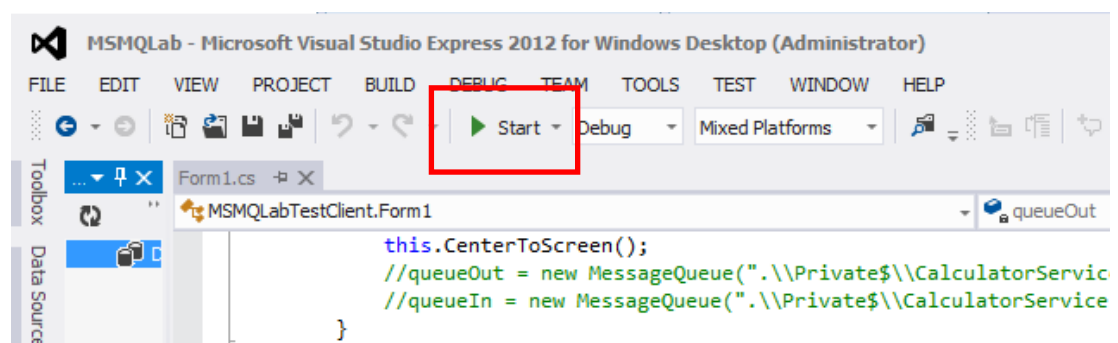 MSMQLab - Microsoft Visual Studio Express 2012 for Windows Desktop (Administrator)
FILE EDIT VIEW PROJECT BUILD DEBUG TEAM TOOLS TEST WINDOW HELP
Start Debug Mixed Platforms
Toolbox
Data Source
...
Form1.cs
MSMQLabTestClient.Form1 queueOut
D
this.CenterToScreen();
//queueOut = new MessageQueue(".\\Private$\\CalculatorService
//queueIn = new MessageQueue(".\\Private$\\CalculatorService
}